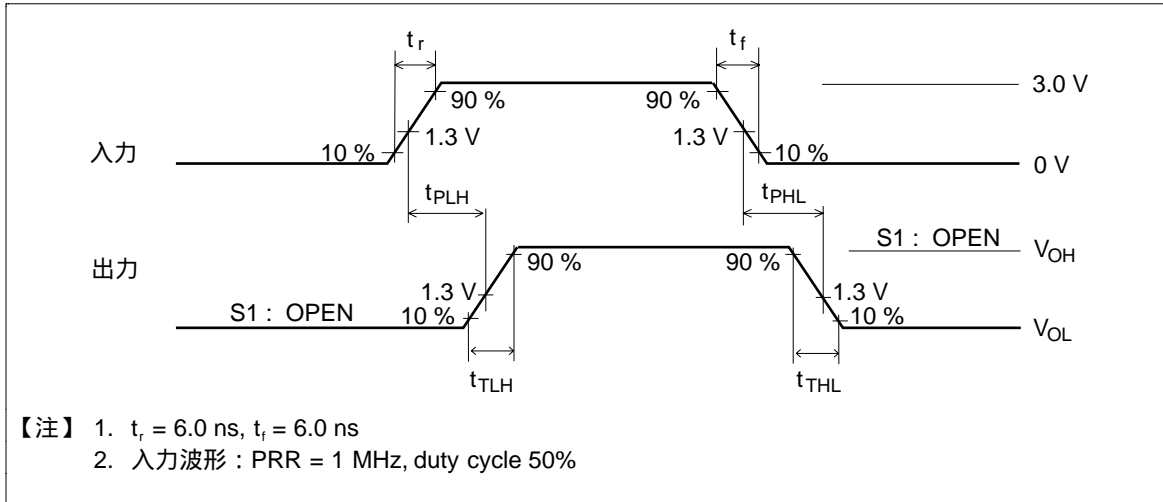 tr
tf
3.0 V
90 %
90 %
1.3 V
1.3 V
入力
10 %
10 %
0 V
tPLH
tPHL
S1 : OPEN
VOH
出力
90 %
90 %
1.3 V
1.3 V
S1 : OPEN
10 %
10 %
VOL
tTLH
tTHL
【注】 1. tr = 6.0 ns, tf = 6.0 ns
2. 入力波形 : PRR = 1 MHz, duty cycle 50%